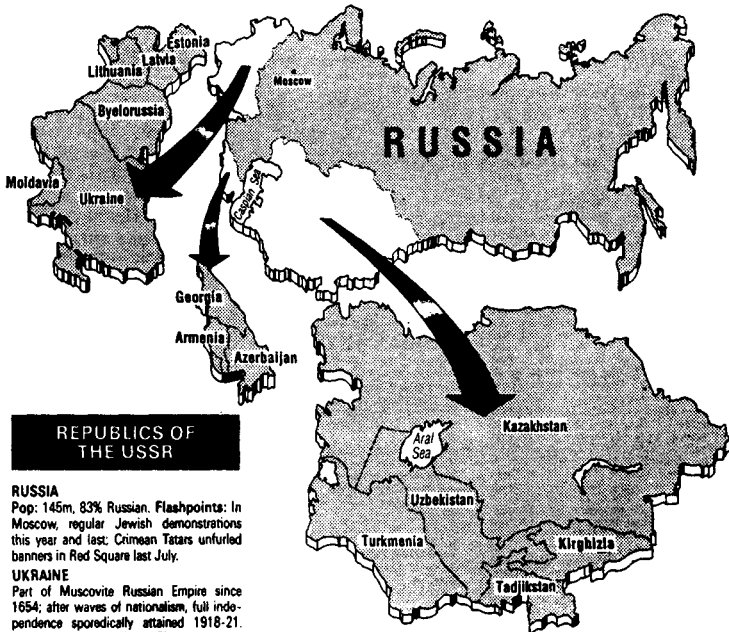 Estonia
Latvia
Lithuania
Byelorussia
Moldavia
Ukraine
Moscow
RUSSIA
Caspian Sea
Georgia
Armenia
Azerbaijan
Kazakhstan
Aral
Sea
Uzbekistan
Turkmenia
Kirghizia
Tadjikstan
REPUBLICS OF
THE USSR
RUSSIA
Pop: 145m, 83% Russian. Flashpoints: In
Moscow, regular Jewish demonstrations
this year and last; Crimean Tatars unfurled
banners in Red Square last July.
UKRAINE
Part of Muscovite Russian Empire since
1654; after waves of nationalism, full inde-
pendence sporedically attained 1918-21.